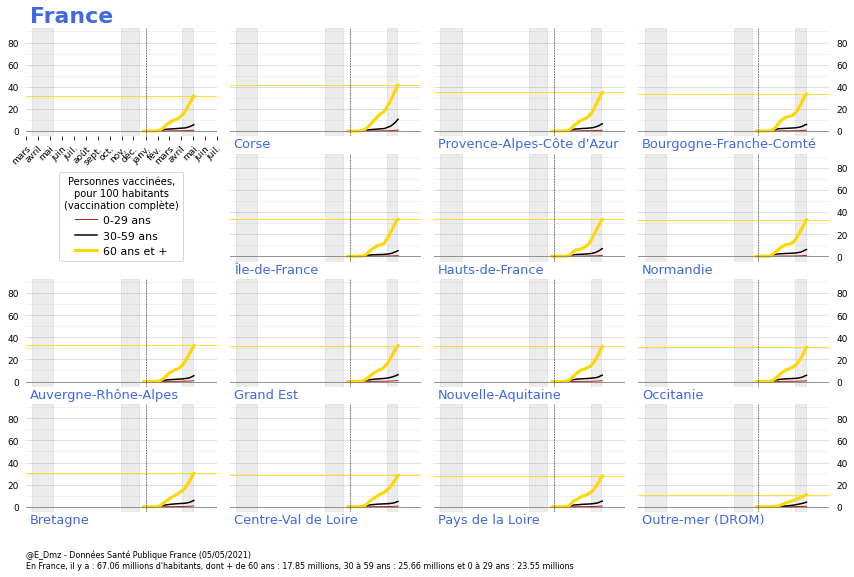 France
80
60
40
20
0
80
60
40
20
0
mars
avril
mai
juin
juil.
août
sept.
oct.
nov.
déc.
janv.
fév.
mars
avril
mai
juin
juil.
Corse
Provence-Alpes-Côte d'Azur
Bourgogne-Franche-Comté
Personnes vaccinées,
pour 100 habitants
(vaccination complète)
0-29 ans
30-59 ans
60 ans et +
80
60
40
20
0
Île-de-France
Hauts-de-France
Normandie
80
60
40
20
0
80
60
40
20
0
Auvergne-Rhône-Alpes
Grand Est
Nouvelle-Aquitaine
Occitanie
80
60
40
20
0
80
60
40
20
0
Bretagne
Centre-Val de Loire
Pays de la Loire
Outre-mer (DROM)
@E_Dmz - Données Santé Publique France (05/05/2021)
En France, il y a : 67.06 millions d'habitants, dont + de 60 ans : 17.85 millions, 30 à 59 ans : 25.66 millions et 0 à 29 ans : 23.55 millions